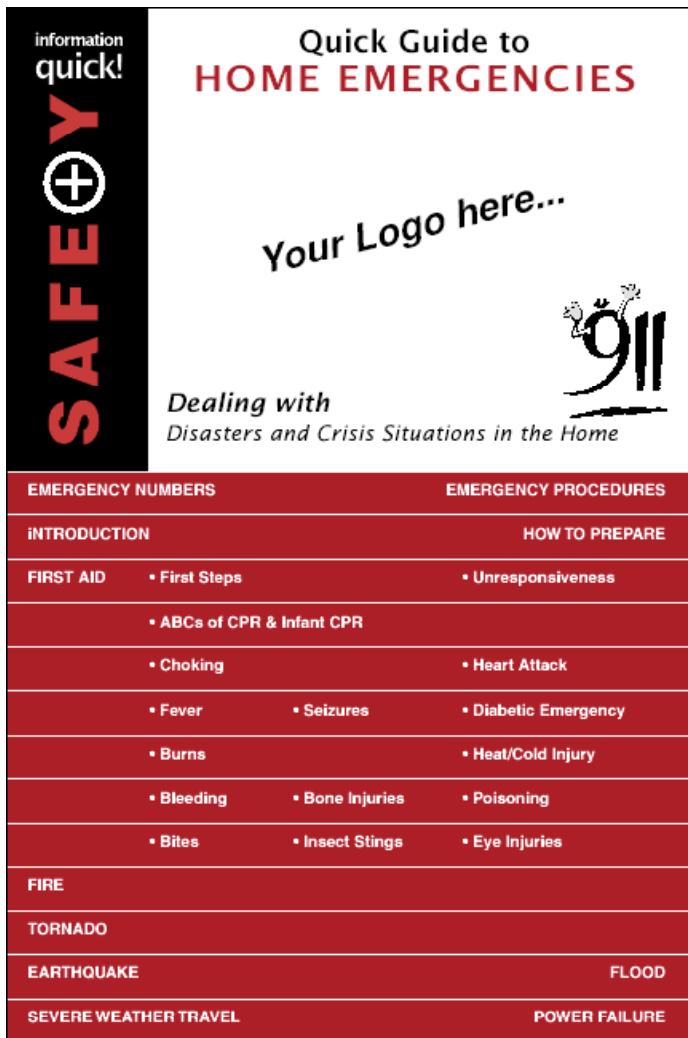 information
quick!
SAFETY
Quick Guide to
HOME EMERGENCIES
Your Logo here...
911
Dealing with
Disasters and Crisis Situations in the Home
EMERGENCY NUMBERS EMERGENCY PROCEDURES
iNTRODUCTION HOW TO PREPARE
FIRST AID • First Steps • Unresponsiveness
• ABCs of CPR & Infant CPR
• Choking • Heart Attack
• Fever • Seizures • Diabetic Emergency
• Burns • Heat/Cold Injury
• Bleeding • Bone Injuries • Poisoning
• Bites • Insect Stings • Eye Injuries
FIRE
TORNADO
EARTHQUAKE FLOOD
SEVERE WEATHER TRAVEL POWER FAILURE